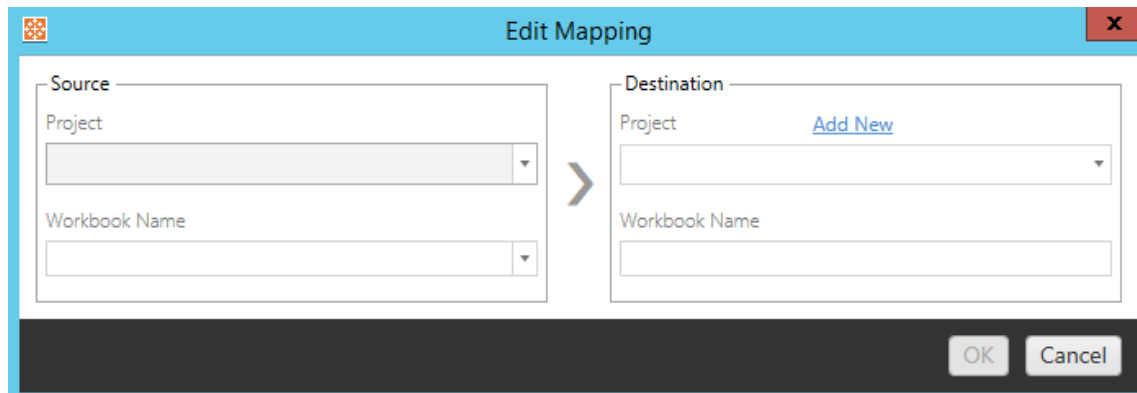 Edit Mapping
x
Source
Project
Workbook Name
Destination
Project Add New
Workbook Name
OK Cancel